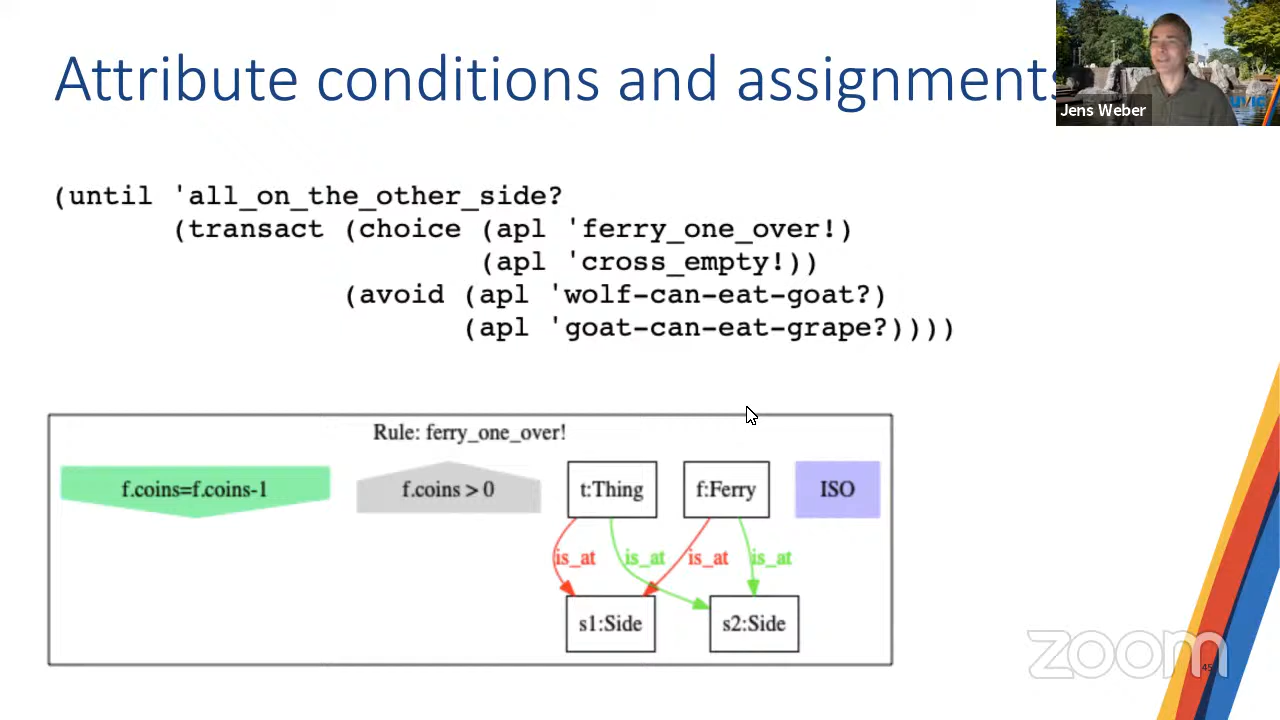 Attribute conditions and assignments
Jens Weber
(until 'all_on_the_other_side?
(transact (choice (apl 'ferry_one_over!)
(apl 'cross_empty!))
(avoid (apl 'wolf-can-eat-goat?)
(apl 'goat-can-eat-grape?))))
Rule: ferry_one_over!
f.coins=f.coins-1
f.coins > 0
t:Thing
f:Ferry
ISO
is_at
is_at
is_at
is_at
s1:Side
s2:Side
zoom
45